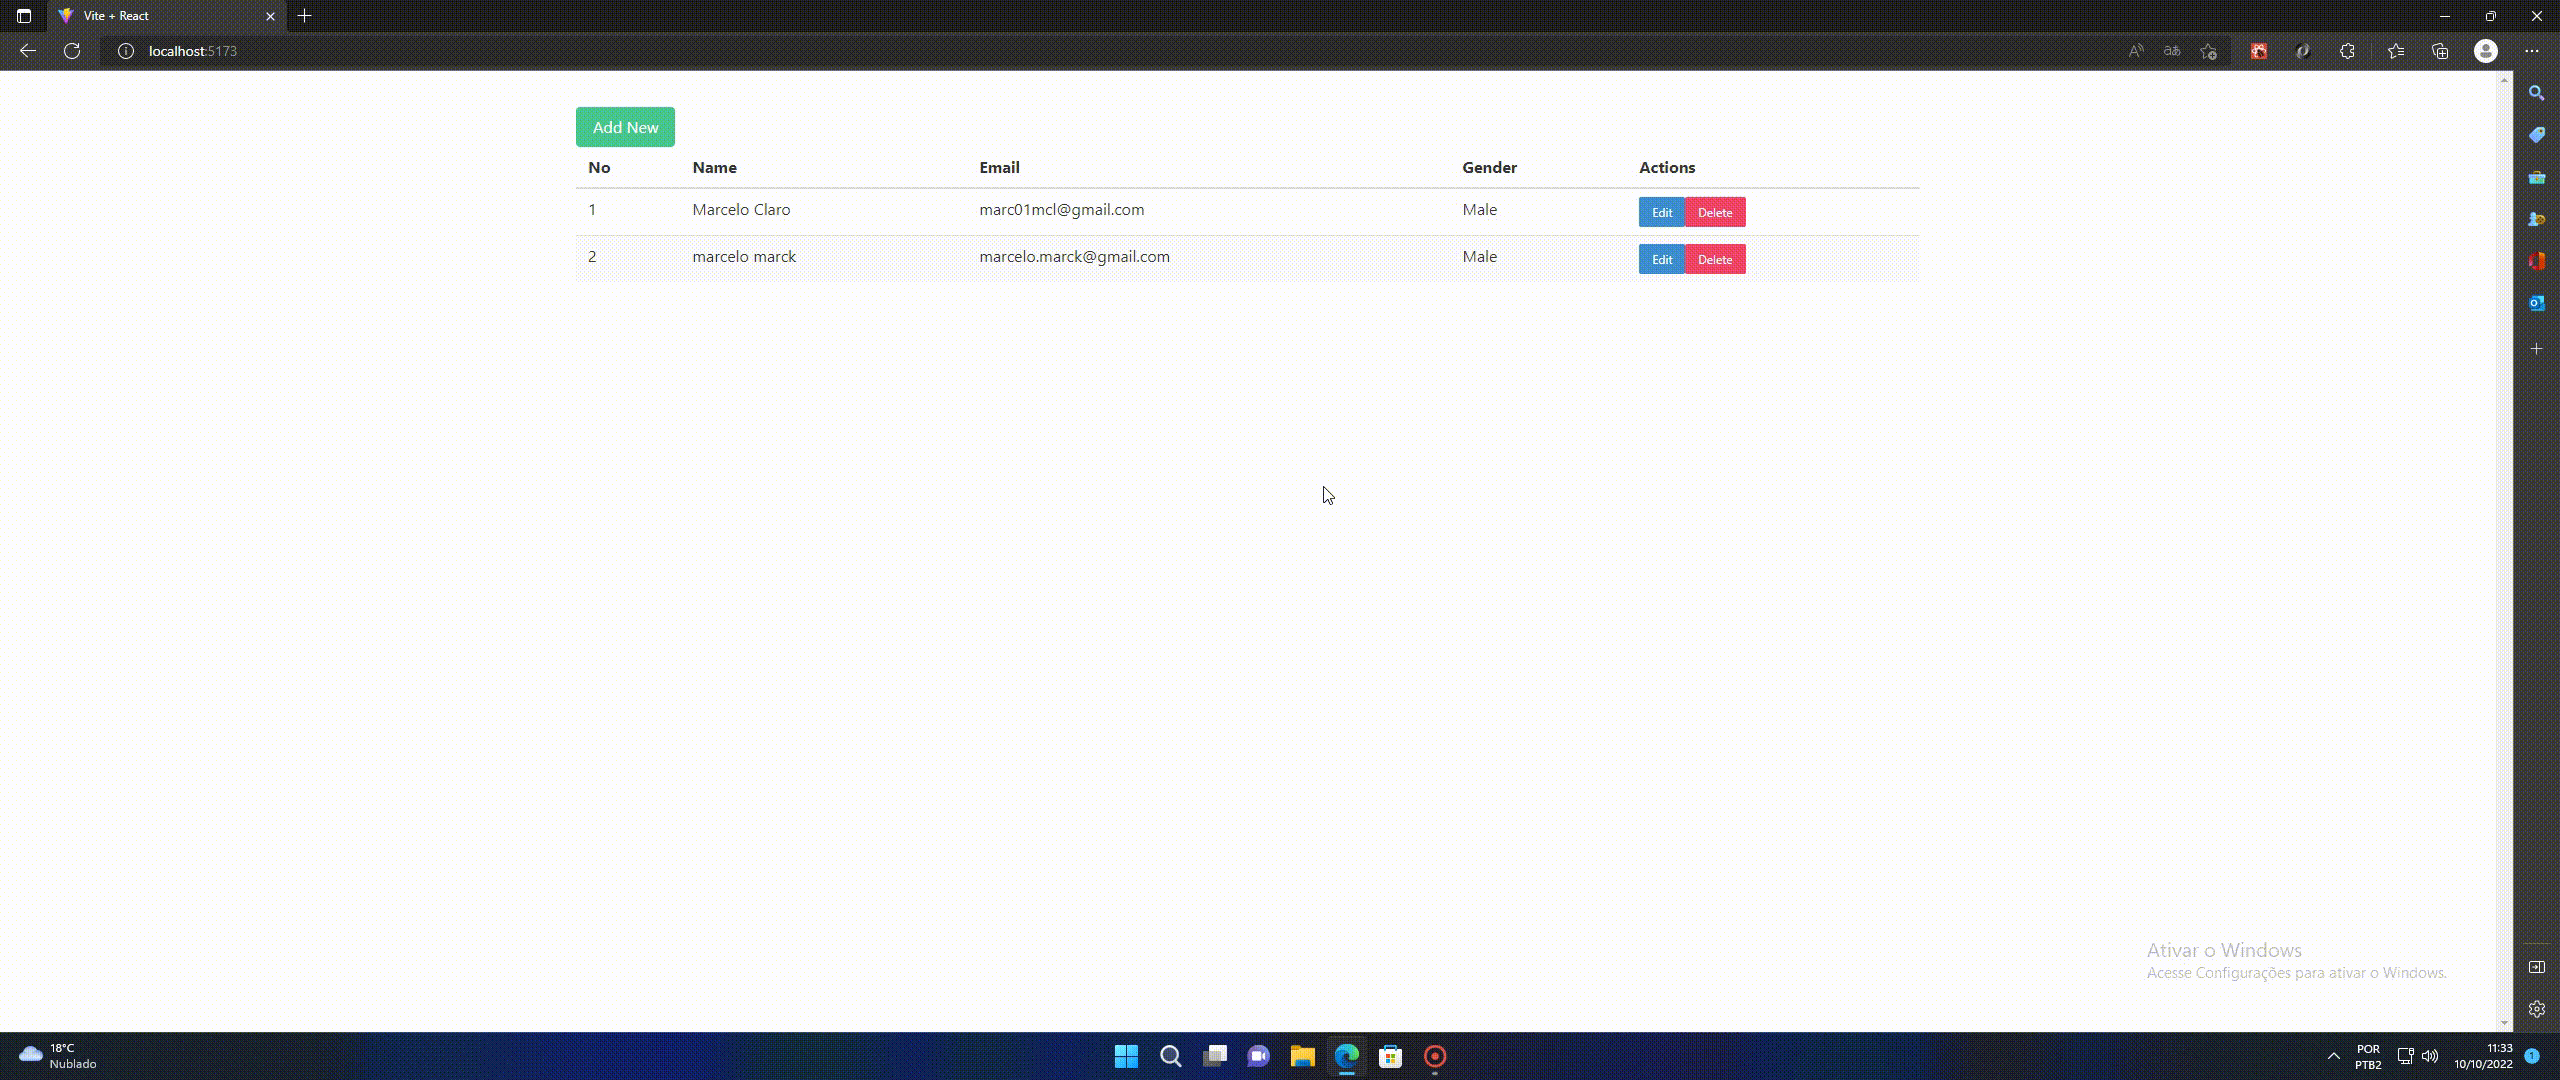 Vite + React
localhost:5173
Add New
No Name Email Gender Actions
1 Marcelo Claro marc01mcl@gmail.com Male Edit Delete
2 marcelo marck marcelo.marck@gmail.com Male Edit Delete
Ativar o Windows
Acesse Configurações para ativar o Windows.
18°C
Nublado
POR
PTB2
11:33
10/10/2022
1